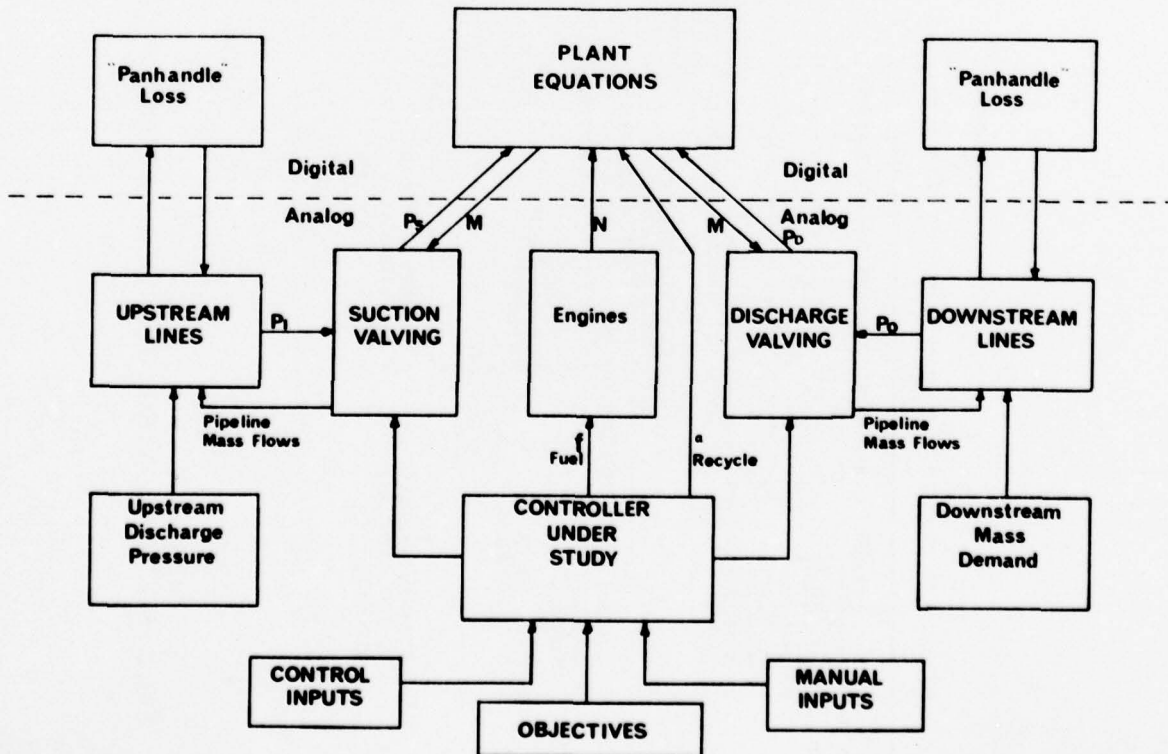 "Panhandle"
Loss
PLANT
EQUATIONS
"Panhandle"
Loss
Digital
Digital
Analog
Analog
PS
M
N
M
PD
UPSTREAM
LINES
PI
SUCTION
VALVING
Engines
DISCHARGE
VALVING
PO
DOWNSTREAM
LINES
Pipeline
Mass Flows
f
Fuel
α
Recycle
Pipeline
Mass Flows
Upstream
Discharge
Pressure
CONTROLLER
UNDER
STUDY
Downstream
Mass
Demand
CONTROL
INPUTS
MANUAL
INPUTS
OBJECTIVES